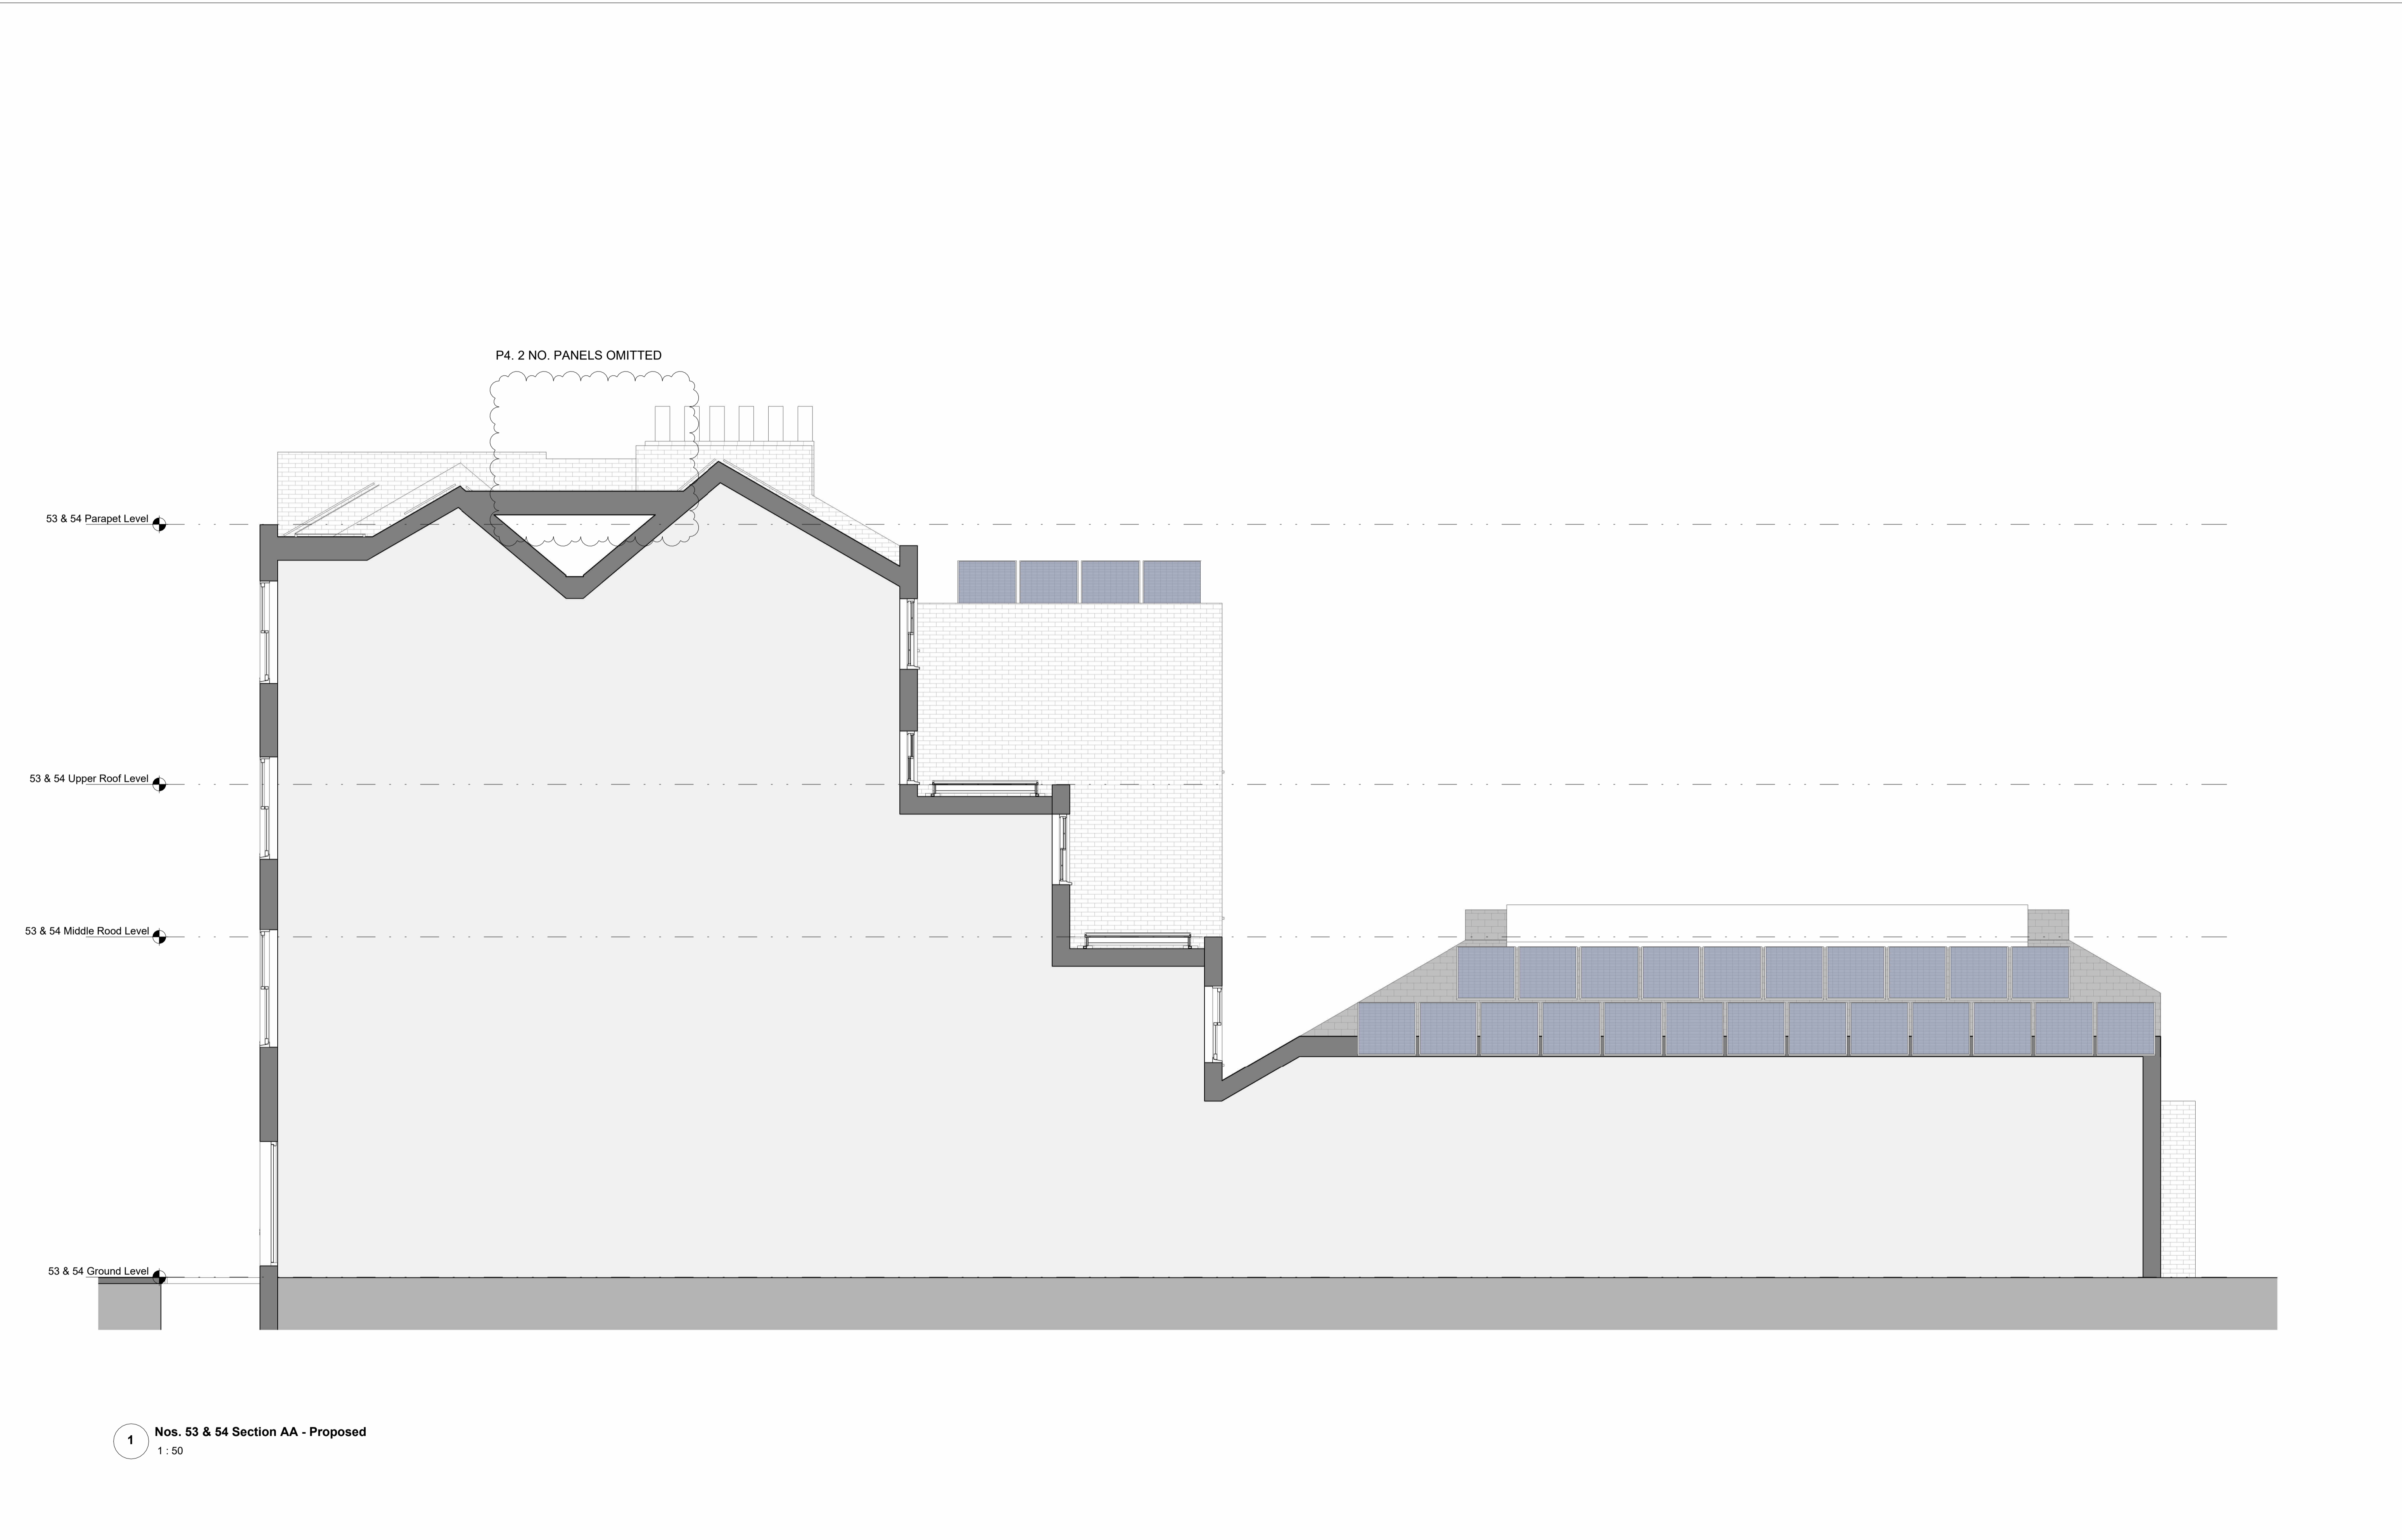 P4. 2 NO. PANELS OMITTED
53 & 54 Parapet Level
53 & 54 Upper Roof Level
53 & 54 Middle Rood Level
53 & 54 Ground Level
1
Nos. 53 & 54 Section AA - Proposed
1 : 50